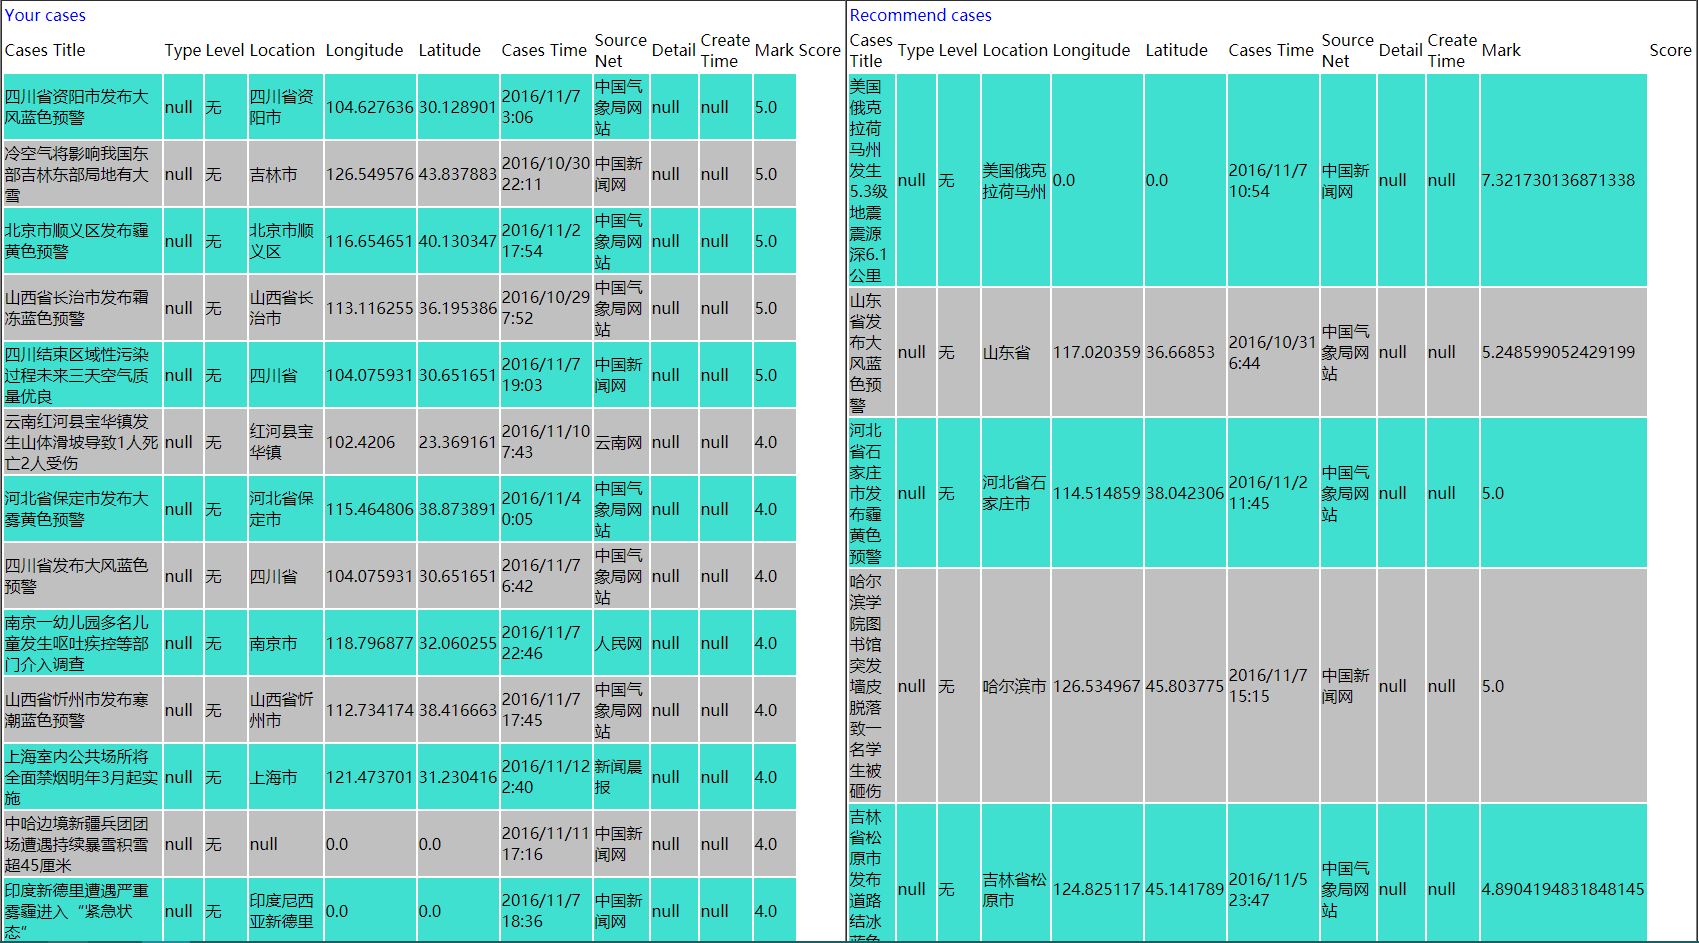 Your cases
Cases Title
Type
Level
Location
Longitude
Latitude
Cases Time
Source
Net
Detail
Create
Time
Mark
Score
四川省资阳市发布大
风蓝色预警
null
无
四川省资
阳市
104.627636
30.128901
2016/11/7
3:06
中国气
象局网
站
null
null
5.0
冷空气将影响我国东
部吉林东部局地有大
雪
null
无
吉林市
126.549576
43.837883
2016/10/30
22:11
中国新
闻网
null
null
5.0
北京市顺义区发布霾
黄色预警
null
无
北京市顺
义区
116.654651
40.130347
2016/11/2
17:54
中国气
象局网
站
null
null
5.0
山西省长治市发布霜
冻蓝色预警
null
无
山西省长
治市
113.116255
36.195386
2016/10/29
7:52
中国气
象局网
站
null
null
5.0
四川结束区域性污染
过程未来三天空气质
量优良
null
无
四川省
104.075931
30.651651
2016/11/7
19:03
中国新
闻网
null
null
5.0
云南红河县宝华镇发
生山体滑坡导致1人死
亡2人受伤
null
无
红河县宝
华镇
102.4206
23.369161
2016/11/10
7:43
云南网
null
null
4.0
河北省保定市发布大
雾黄色预警
null
无
河北省保
定市
115.464806
38.873891
2016/11/4
0:05
中国气
象局网
站
null
null
4.0
四川省发布大风蓝色
预警
null
无
四川省
104.075931
30.651651
2016/11/7
6:42
中国气
象局网
站
null
null
4.0
南京一幼儿园多名儿
童发生呕吐疾控等部
门介入调查
null
无
南京市
118.796877
32.060255
2016/11/7
22:46
人民网
null
null
4.0
山西省忻州市发布寒
潮蓝色预警
null
无
山西省忻
州市
112.734174
38.416663
2016/11/7
17:45
中国气
象局网
站
null
null
4.0
上海室内公共场所将
全面禁烟明年3月起实
施
null
无
上海市
121.473701
31.230416
2016/11/12
2:40
新闻晨
报
null
null
4.0
中哈边境新疆兵团团
场遭遇持续暴雪积雪
超45厘米
null
无
null
0.0
0.0
2016/11/11
17:16
中国新
闻网
null
null
4.0
印度新德里遭遇严重
雾霾进入“紧急状
态“
null
无
印度尼西
亚新德里
0.0
0.0
2016/11/7
18:36
中国新
闻网
null
null
4.0
Recommend cases
Cases
Title
Type
Level
Location
Longitude
Latitude
Cases Time
Source
Net
Detail
Create
Time
Mark
Score
美国
俄克
拉荷
马州
发生
5.3级
地震
震源
深6.1
公里
null
无
美国俄克
拉荷马州
0.0
0.0
2016/11/7
10:54
中国新
闻网
null
null
7.321730136871338
山东
省发
布大
风蓝
色预
警
null
无
山东省
117.020359
36.66853
2016/10/31
6:44
中国气
象局网
站
null
null
5.248599052429199
河北
省石
家庄
市发
布霾
黄色
预警
null
无
河北省石
家庄市
114.514859
38.042306
2016/11/2
11:45
中国气
象局网
站
null
null
5.0
哈尔
滨学
院图
书馆
突发
墙皮
脱落
致一
名学
生被
砸伤
null
无
哈尔滨市
126.534967
45.803775
2016/11/7
15:15
中国新
闻网
null
null
5.0
吉林
省松
原市
发布
道路
结冰
蓝色
null
无
吉林省松
原市
124.825117
45.141789
2016/11/5
23:47
中国气
象局网
站
null
null
4.8904194831848145